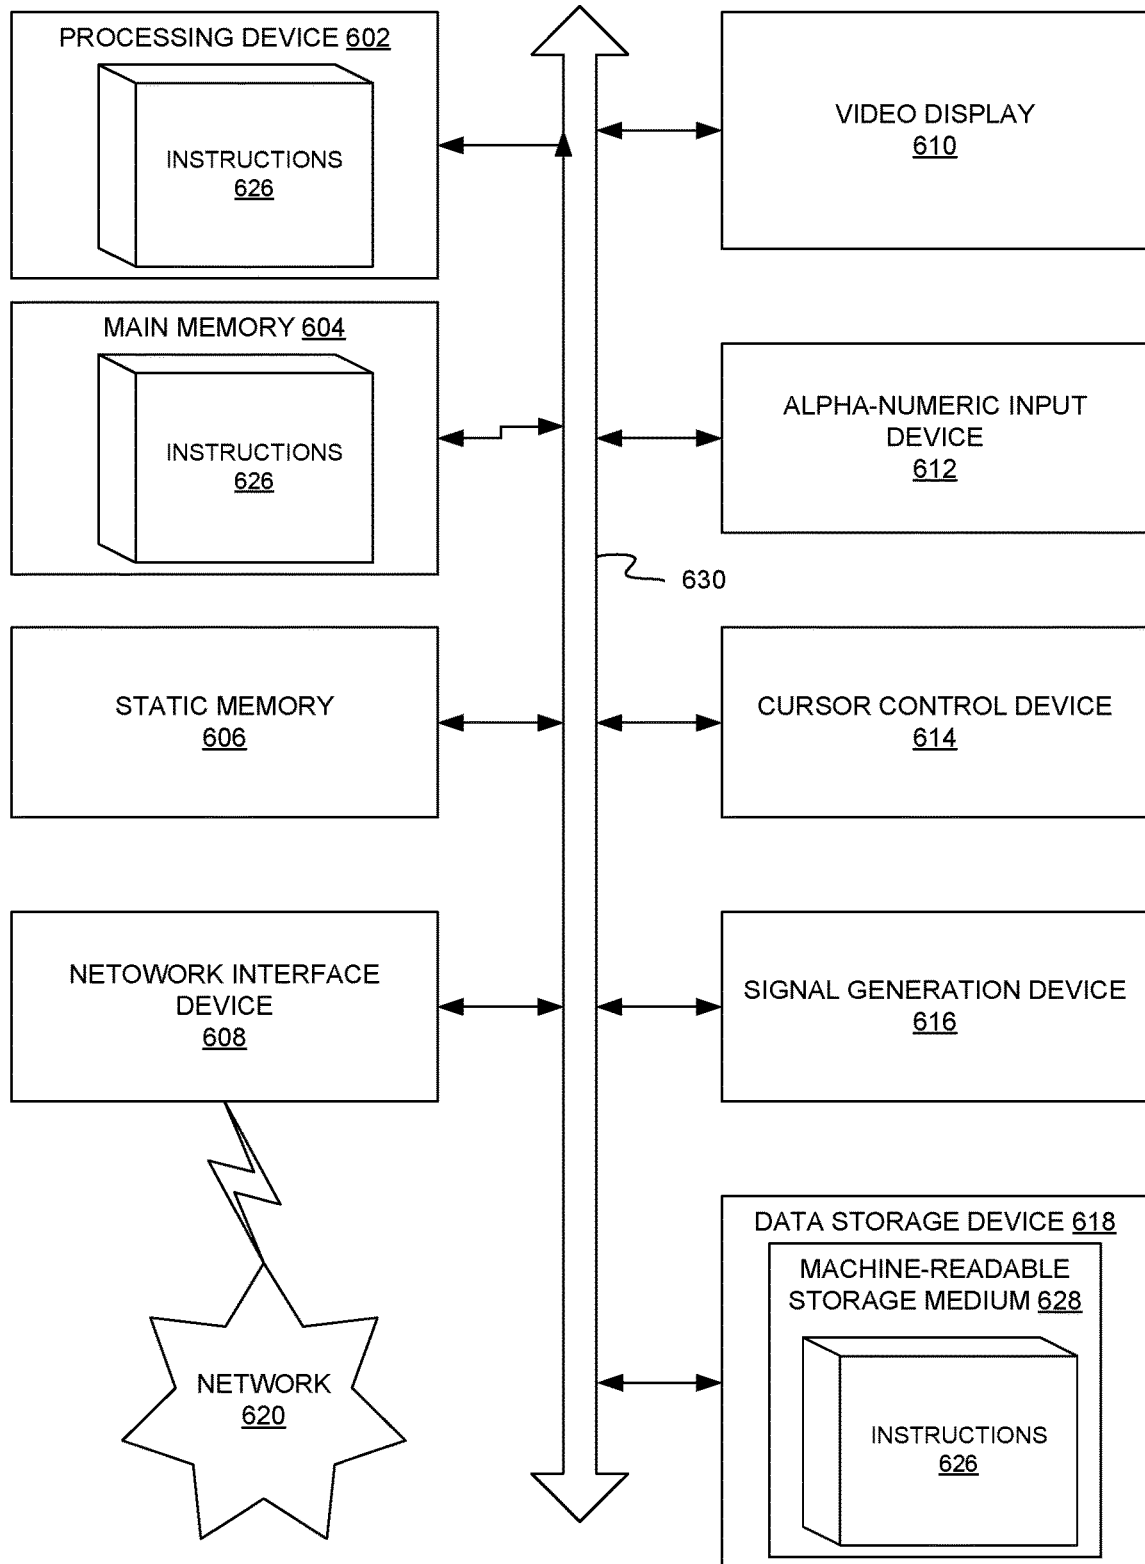 PROCESSING DEVICE 602
INSTRUCTIONS
626
MAIN MEMORY 604
INSTRUCTIONS
626
STATIC MEMORY
606
NETOWORK INTERFACE
DEVICE
608
NETWORK
620
630
VIDEO DISPLAY
610
ALPHA-NUMERIC INPUT
DEVICE
612
CURSOR CONTROL DEVICE
614
SIGNAL GENERATION DEVICE
616
DATA STORAGE DEVICE 618
MACHINE-READABLE
STORAGE MEDIUM 628
INSTRUCTIONS
626